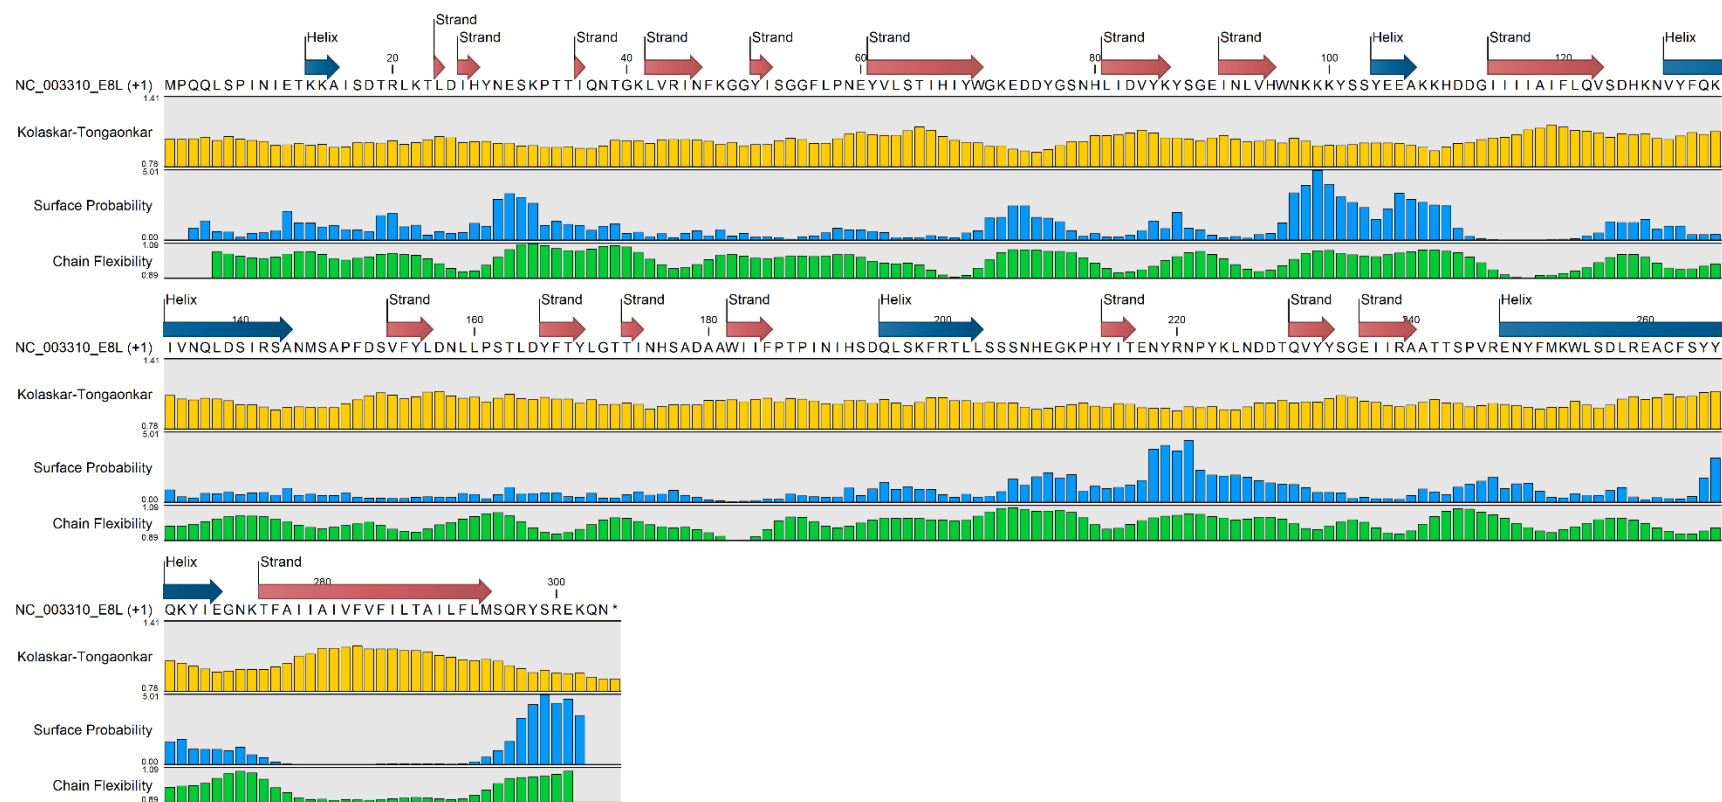 Strand
Helix Strand Strand Strand Strand Strand Strand Strand Helix Strand Helix
20 40 60 80 100 120
NC_003310_E8L (+1) MPQQLSPINIETKKAISDTRLKTLDIHYNESKPTTIQNTGKLVRINFKGGYISGGFLPNEYVLSTIHIYWGKEDDYGSNHLIDVYKYSGEINLVHWNKKKYSSYEEAKKHDDGIIIIAIFLQVSDHKNVYFQK
1.41
Kolaskar-Tongaonkar
0.78
5.01
Surface Probability
0.00
1.09
Chain Flexibility
0.89
Helix Strand Strand Strand Strand Helix Strand Strand Strand Helix
140 160 180 200 220 240 260
NC_003310_E8L (+1) IVNQLDSIRSANMSAPFDSVFYLDNLLPSTLDYFTYLGTTINHSADAAWIIFPTPINIHSDQLSKFRTLLSSSNHEGKPHYITENYRNPYKLNDDTQVYYSGEIIRAATTSPVRENYFMKWLSDLREACFSYY
1.41
Kolaskar-Tongaonkar
0.78
5.01
Surface Probability
0.00
1.09
Chain Flexibility
0.89
Helix Strand
280 300
NC_003310_E8L (+1) QKYIEGNKTFAIIAIVFVFILTAILFLMSQRYSREKQN*
1.41
Kolaskar-Tongaonkar
0.78
5.01
Surface Probability
0.00
1.09
Chain Flexibility
0.89